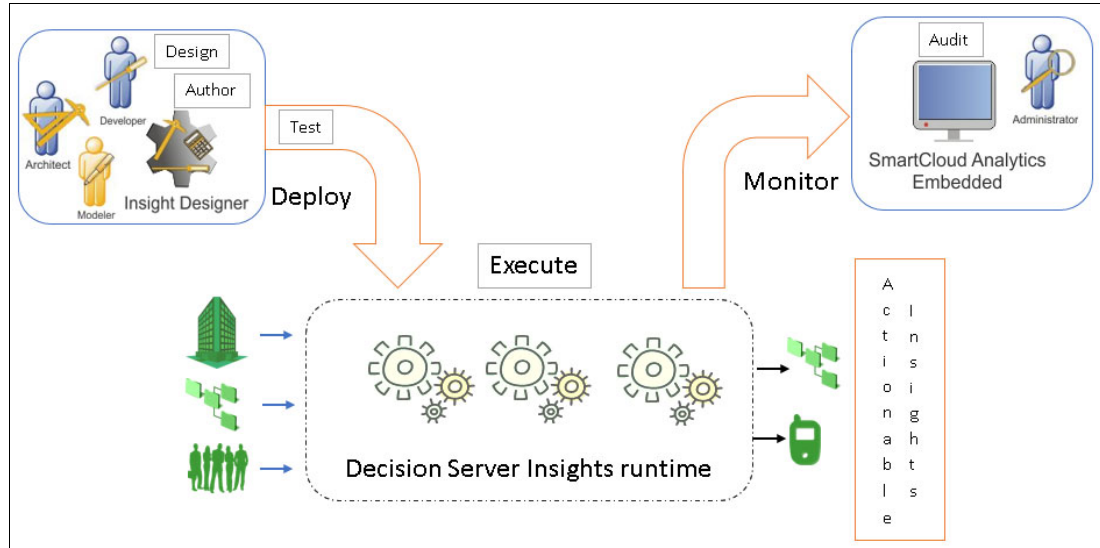 Design
Author
Developer
Architect
Modeler
Insight Designer
Test
Deploy
Execute
Monitor
Audit
Administrator
SmartCloud Analytics
Embedded
Decision Server Insights runtime
Actionable
Insights